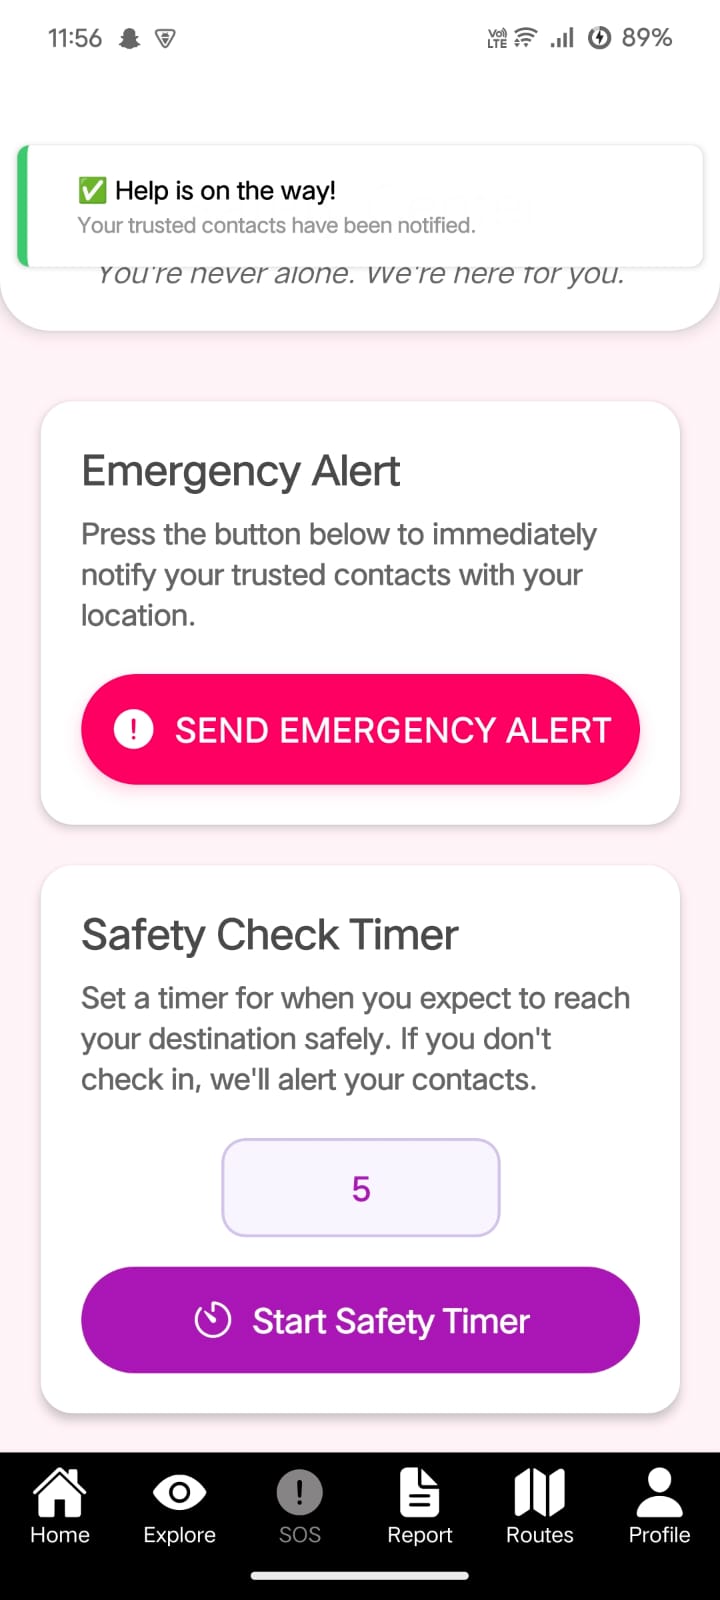 11:56
Vo)) LTE
89%
✅ Help is on the way!
Your trusted contacts have been notified.
You're never alone. We're here for you.
Emergency Alert
Press the button below to immediately
notify your trusted contacts with your
location.
! SEND EMERGENCY ALERT
Safety Check Timer
Set a timer for when you expect to reach
your destination safely. If you don't
check in, we'll alert your contacts.
5
Start Safety Timer
Home Explore SOS Report Routes Profile